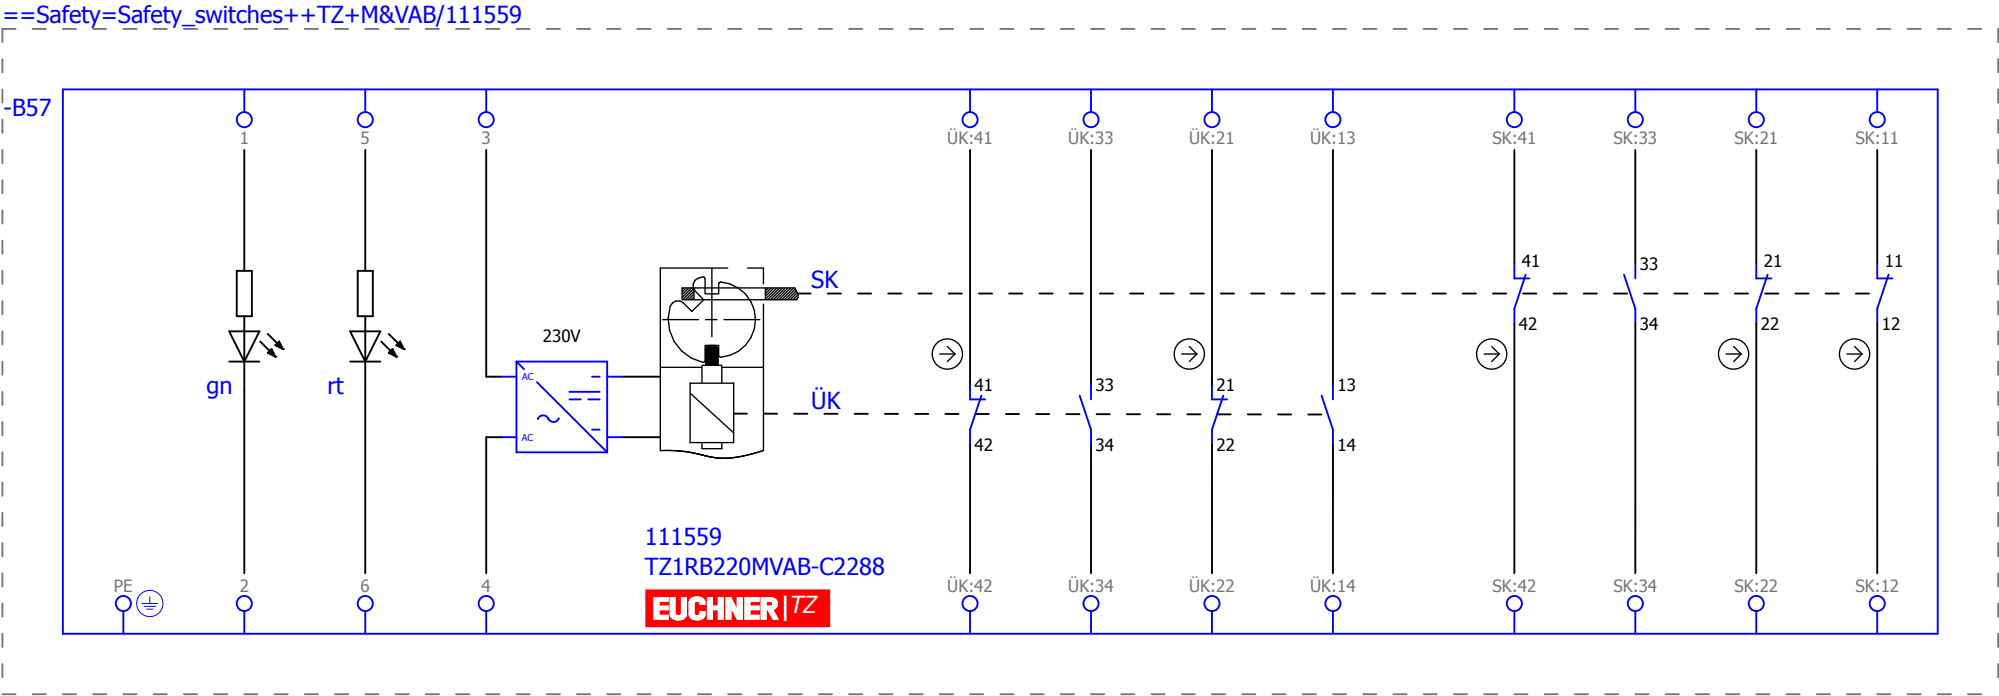 ==Safety=Safety_switches++TZ+M&VAB/111559
-B57
1 5 3 ÜK:41 ÜK:33 ÜK:21 ÜK:13 SK:41 SK:33 SK:21 SK:11
41 33 21 11
SK
42 34 22 12
230V
AC
gn rt
41 33 21 13
ÜK
AC
42 34 22 14
111559
TZ1RB220MVAB-C2288
PE 2 6 4 ÜK:42 ÜK:34 ÜK:22 ÜK:14 SK:42 SK:34 SK:22 SK:12
EUCHNER|TZ